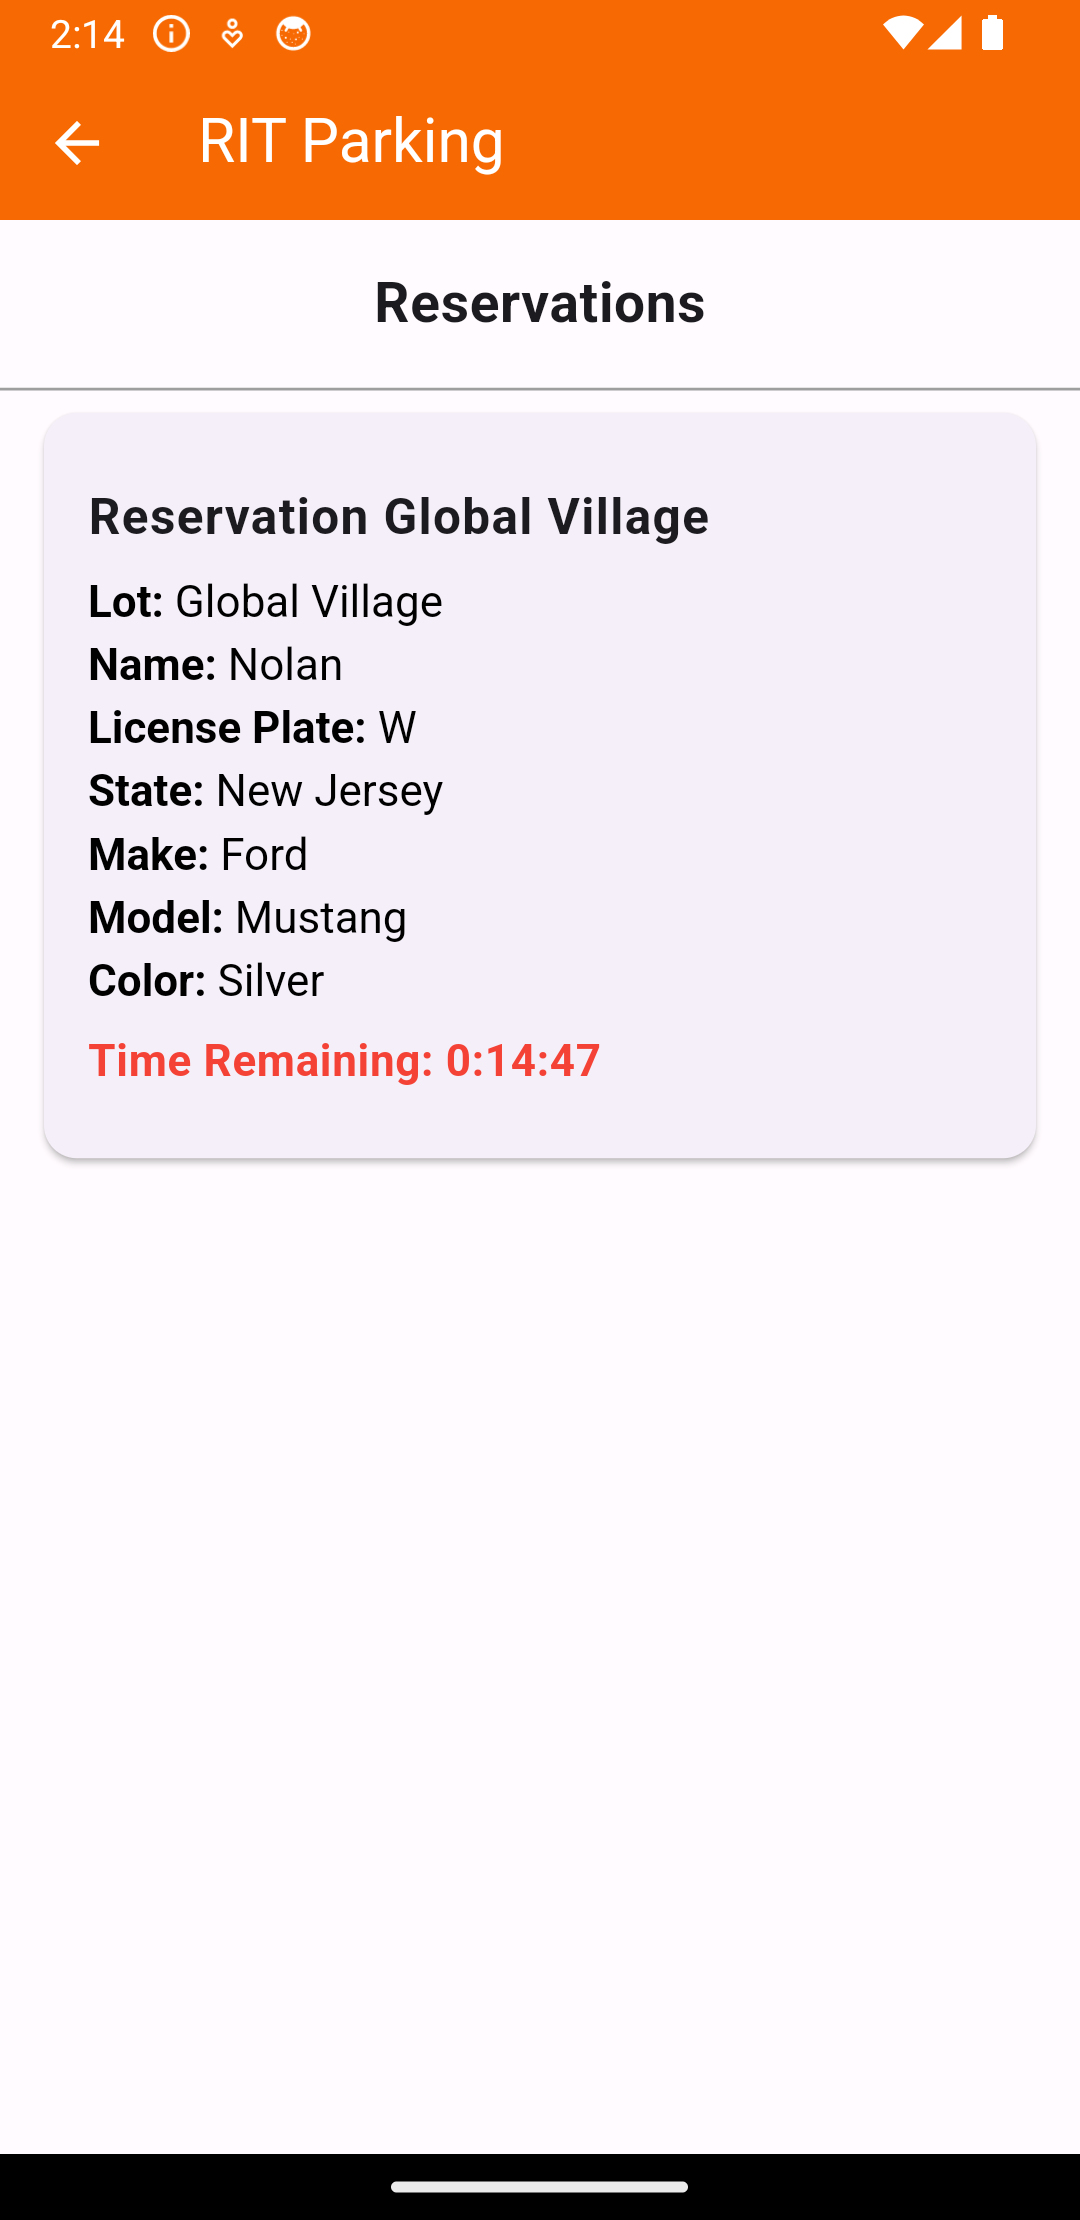 2:14
RIT Parking
Reservations
Reservation Global Village
Lot: Global Village
Name: Nolan
License Plate: W
State: New Jersey
Make: Ford
Model: Mustang
Color: Silver
Time Remaining: 0:14:47